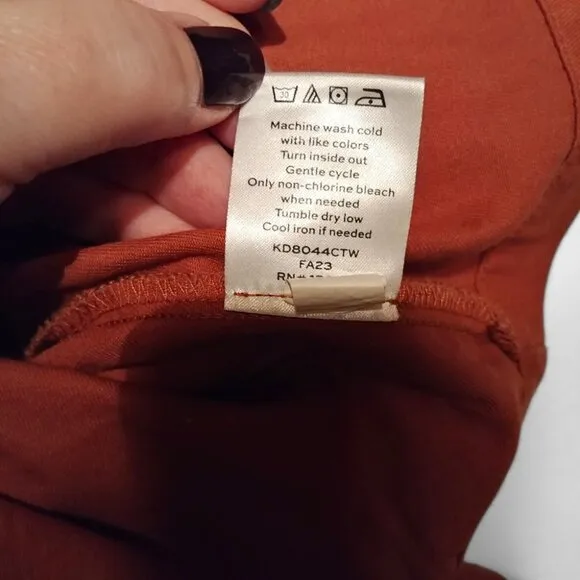 30
Machine wash cold
with like colors
Turn inside out
Gentle cycle
Only non-chlorine bleach
when needed
Tumble dry low
Cool iron if needed
KD8044CTW
FA23